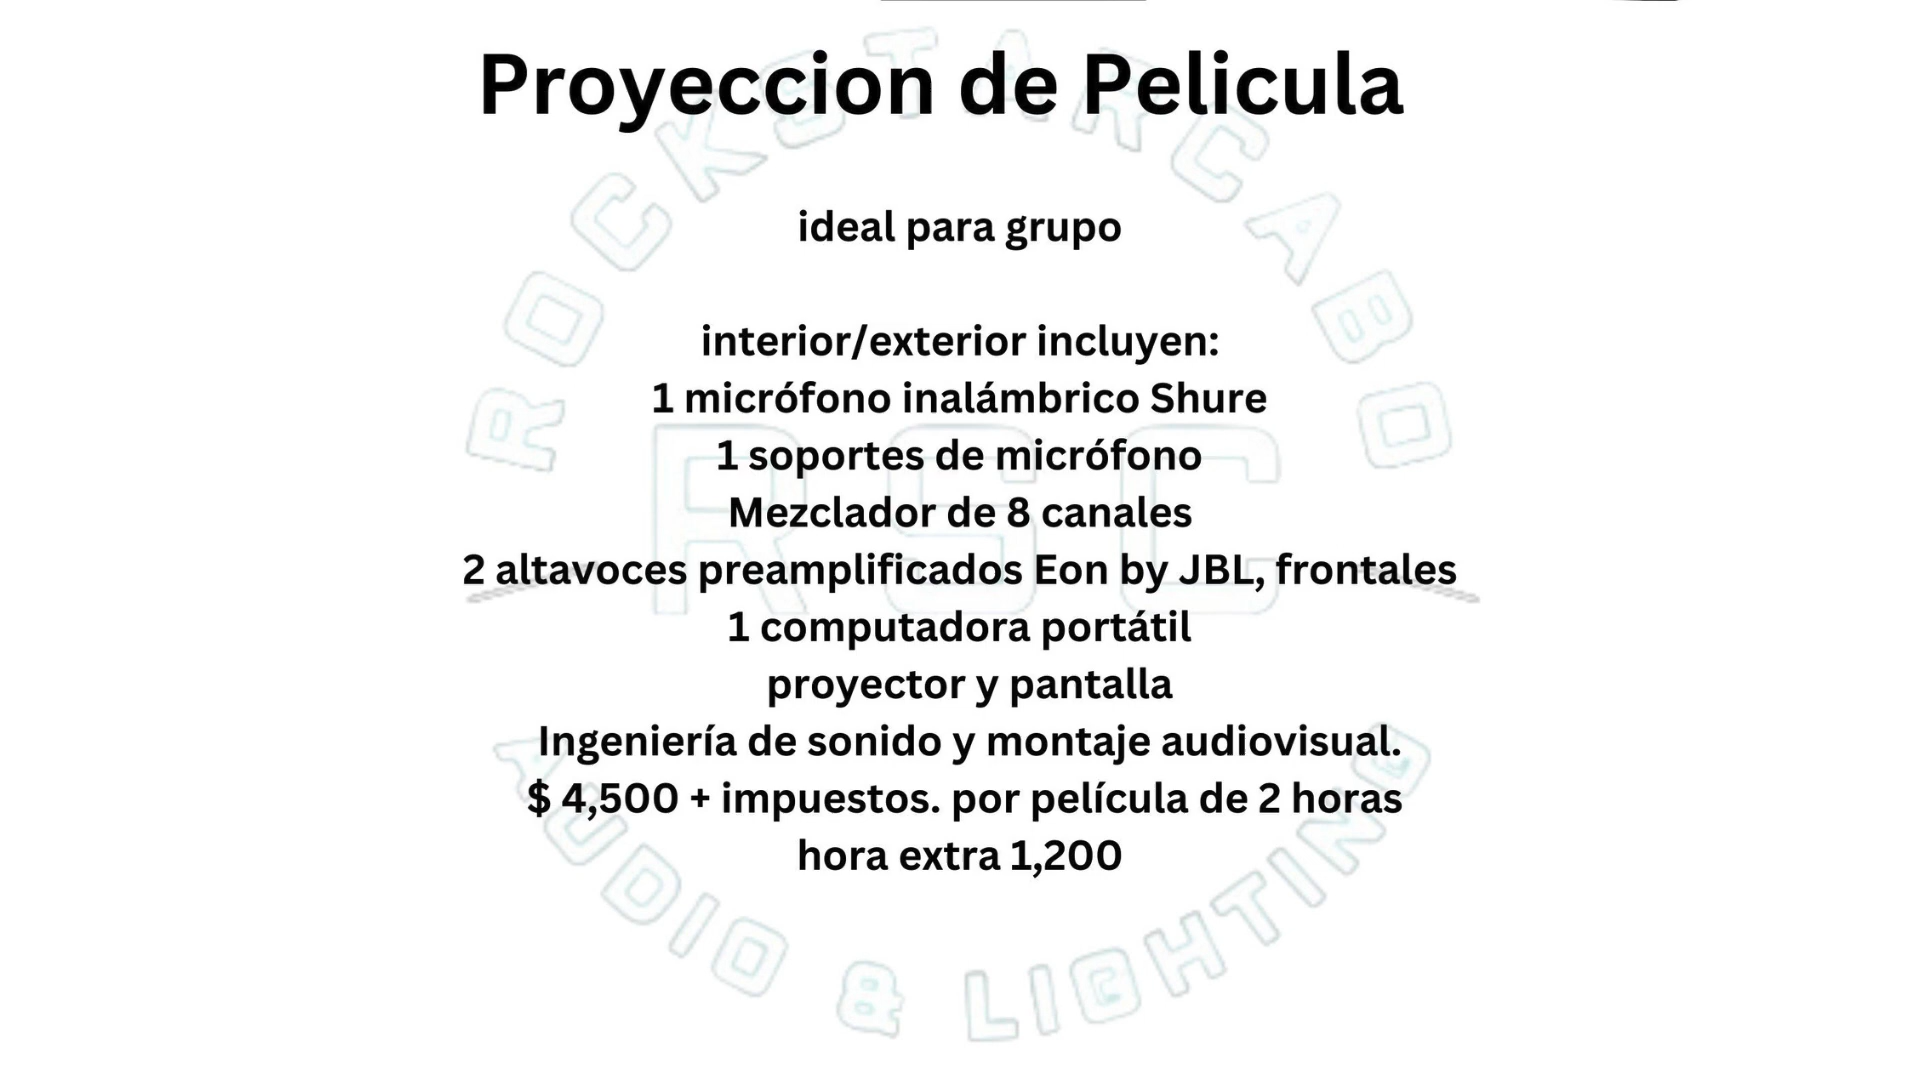 Proyeccion de Pelicula
ideal para grupo
interior/exterior incluyen:
1 micrófono inalámbrico Shure
1 soportes de micrófono
Mezclador de 8 canales
2 altavoces preamplificados Eon by JBL, frontales
1 computadora portátil
proyector y pantalla
Ingeniería de sonido y montaje audiovisual.
$ 4,500 + impuestos. por película de 2 horas
hora extra 1,200
ROCKSTAR CABO
RSC
AUDIO & LIGHTING